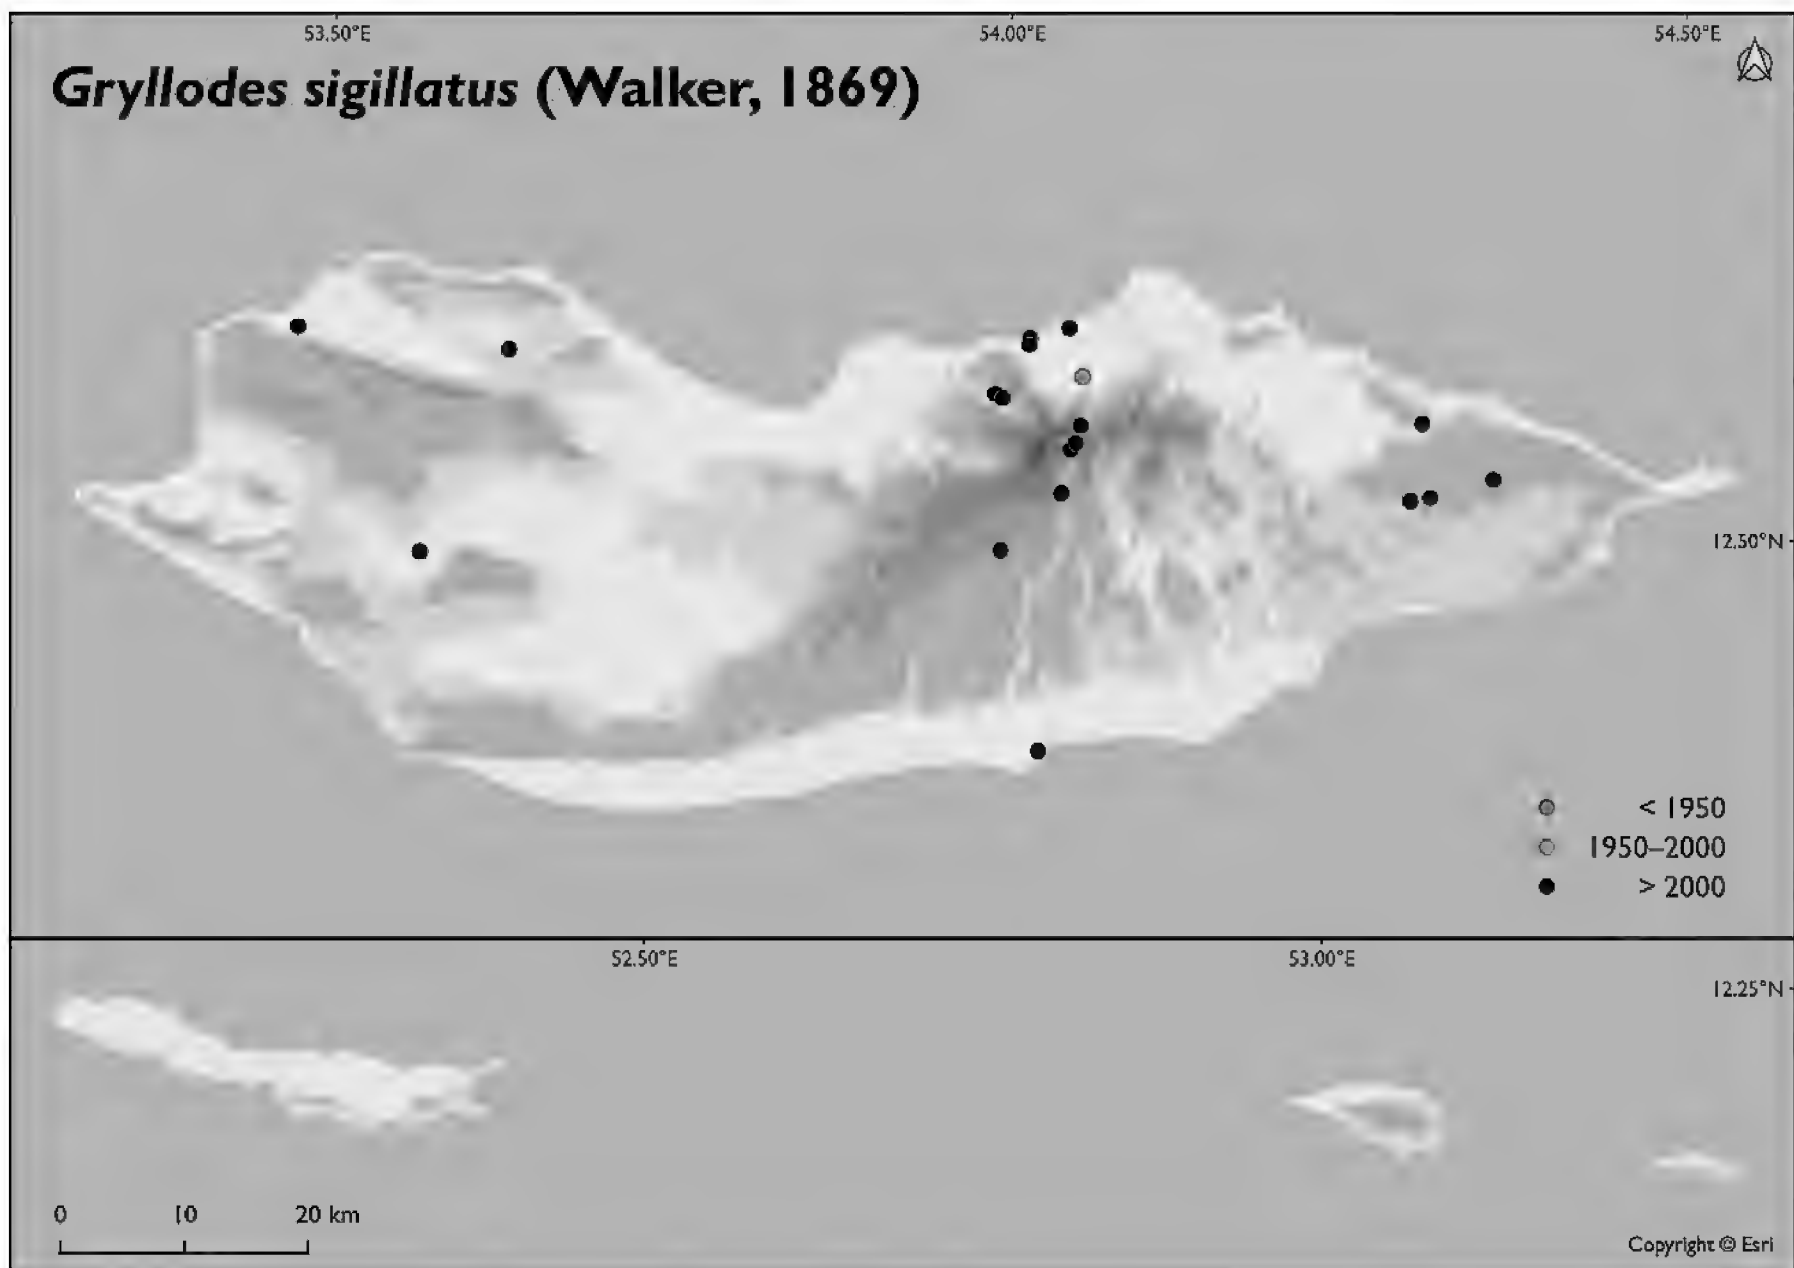 53.50°E 54.00°E 54.50°E
Gryllodes sigillatus (Walker, 1869)
12.50°N
< 1950
1950–2000
> 2000
52.50°E 53.00°E
12.25°N
0 10 20 km
Copyright © Esri